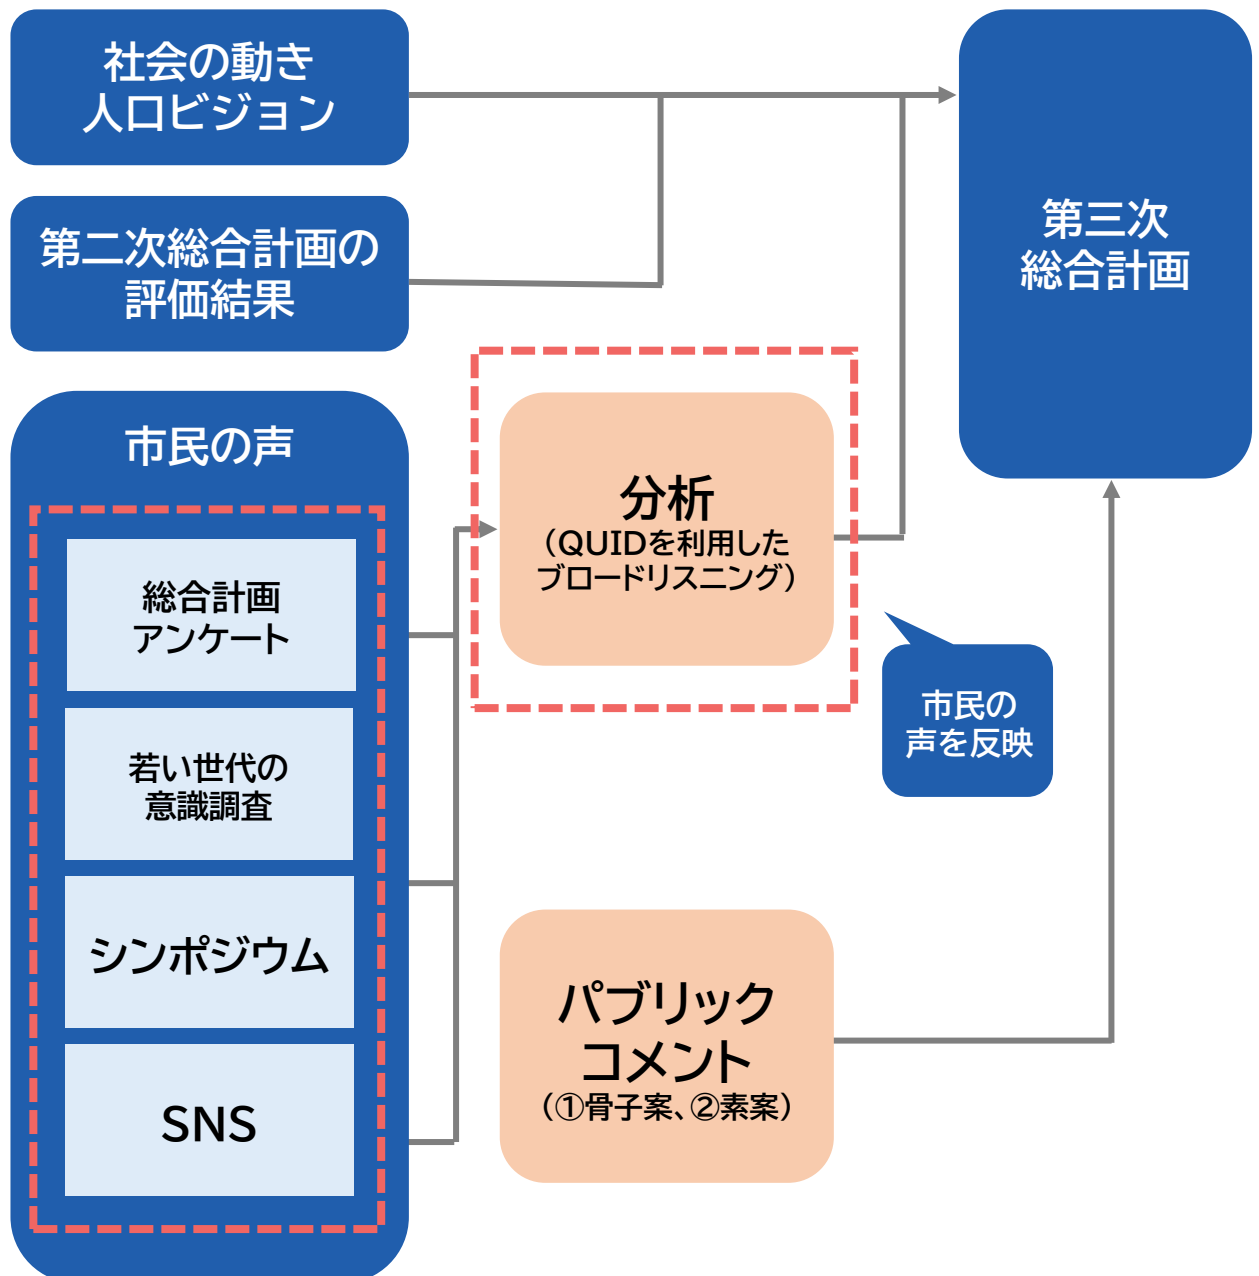 社会の動き
人口ビジョン
第二次総合計画の
評価結果
第三次
総合計画
市民の声
総合計画
アンケート
若い世代の
意識調査
シンポジウム
SNS
分析
（QUIDを利用した
ブロードリスニング）
市民の
声を反映
パブリック
コメント
（①骨子案、②素案）